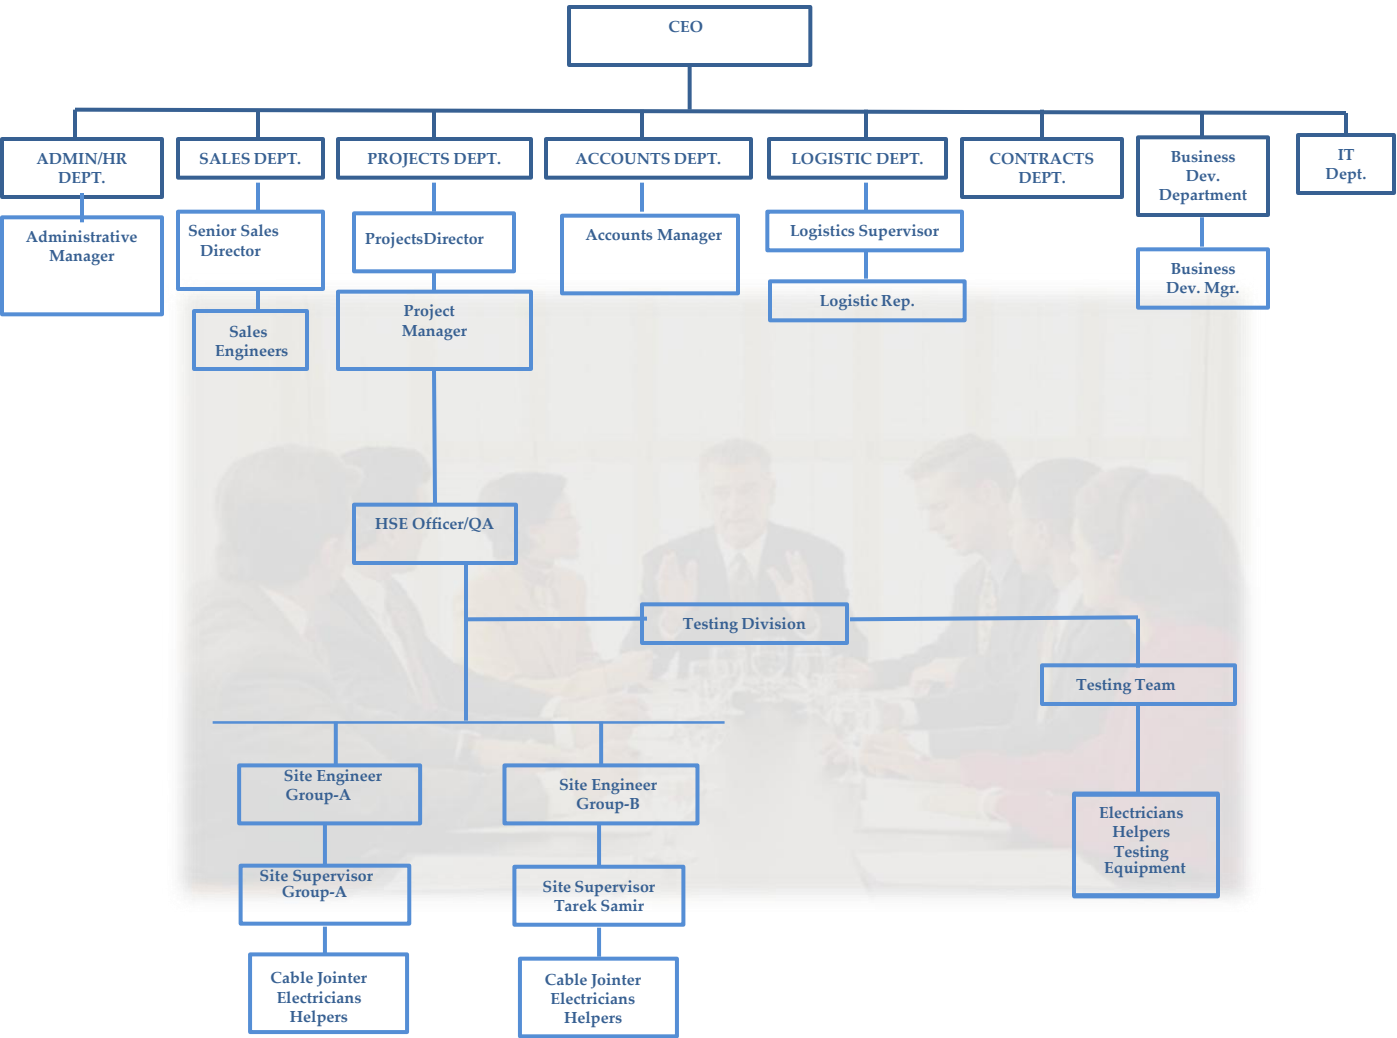 CEO
ADMIN/HR
DEPT.
SALES DEPT.
PROJECTS DEPT.
ACCOUNTS DEPT.
LOGISTIC DEPT.
CONTRACTS
DEPT.
Business
Dev.
Department
IT
Dept.
Administrative
Manager
Senior Sales
Director
ProjectsDirector
Accounts Manager
Logistics Supervisor
Business
Dev. Mgr.
Sales
Engineers
Project
Manager
Logistic Rep.
HSE Officer/QA
Testing Division
Testing Team
Site Engineer
Group-A
Site Engineer
Group-B
Electricians
Helpers
Testing
Equipment
Site Supervisor
Group-A
Site Supervisor
Tarek Samir
Cable Jointer
Electricians
Helpers
Cable Jointer
Electricians
Helpers